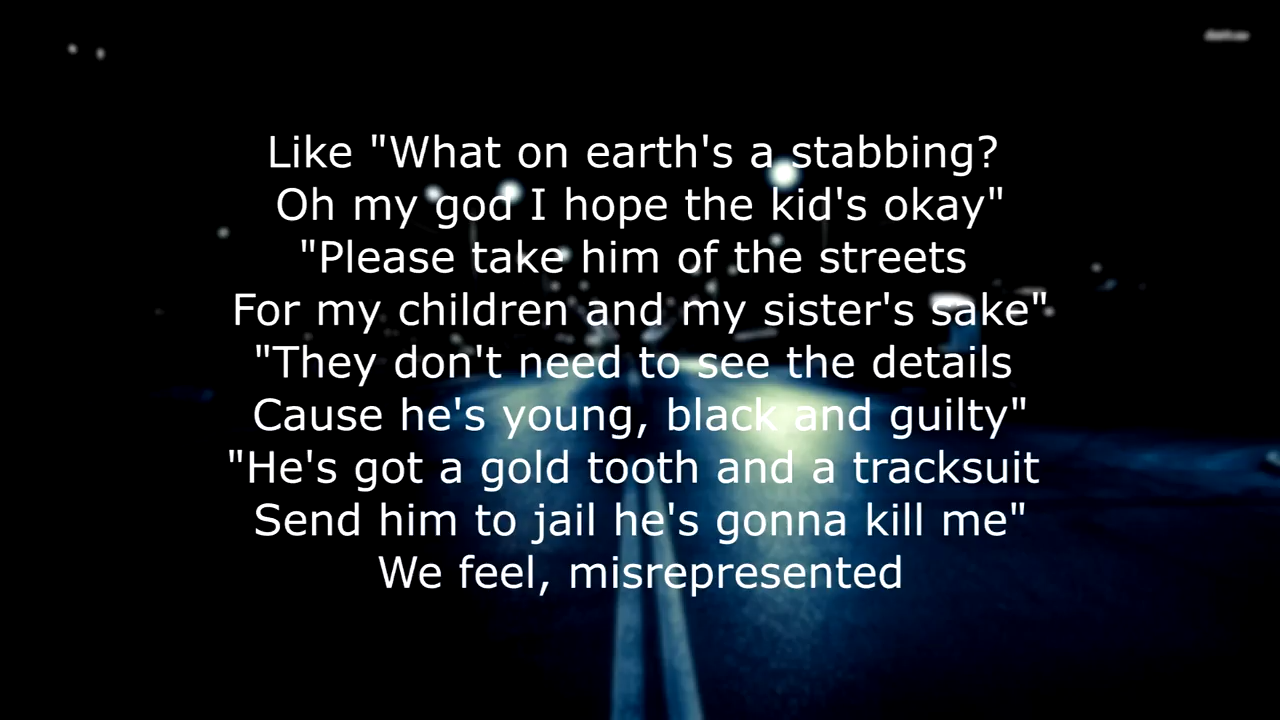 Like "What on earth's a stabbing?
Oh my god I hope the kid's okay"
"Please take him of the streets
For my children and my sister's sake"
"They don't need to see the details
Cause he's young, black and guilty"
"He's got a gold tooth and a tracksuit
Send him to jail he's gonna kill me"
We feel, misrepresented